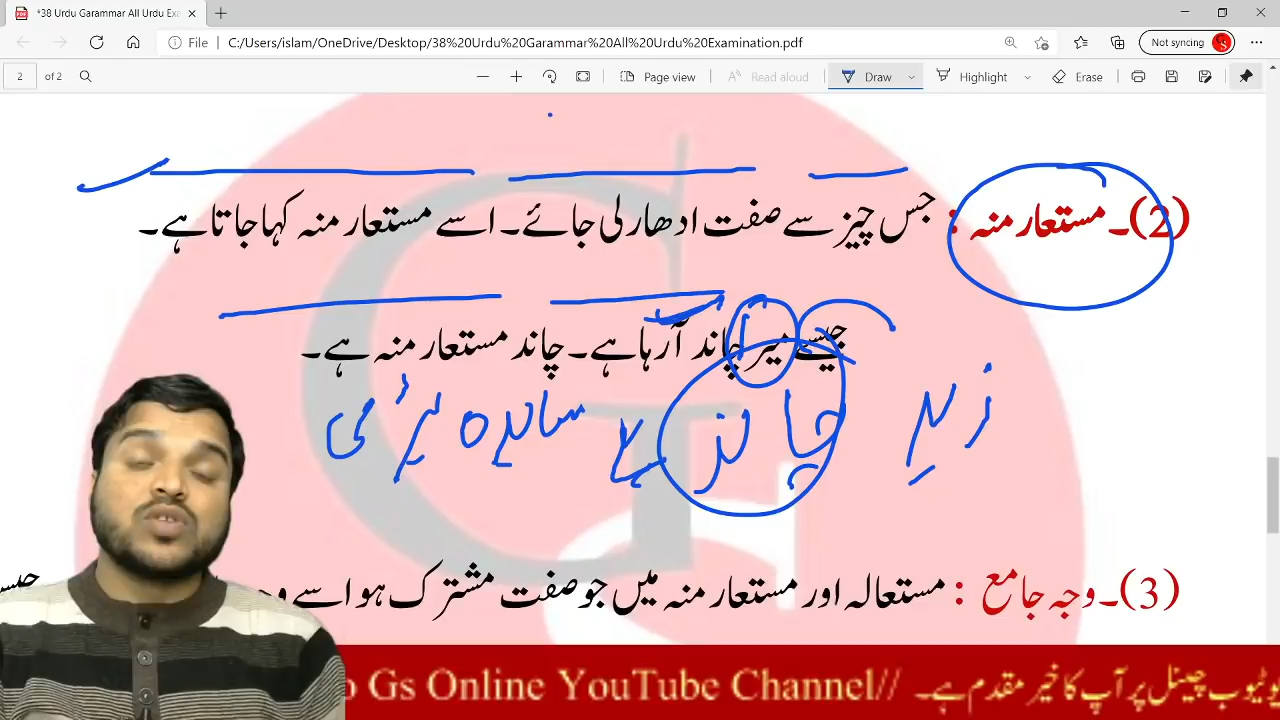 *38 Urdu Garammar All Urdu Exa
File C:/Users/islam/OneDrive/Desktop/38%20Urdu%20Garammar%20All%20Urdu%20Examination.pdf Not syncing
2 of 2 Page view Read aloud Draw Highlight Erase
(2)۔ مستعار منہ : جس چیز سے صفت ادھار لی جائے۔ اسے مستعار منہ کہا جاتا ہے۔
جیسے میرا چاند آرہا ہے۔ چاند مستعار منہ ہے۔
زید چاند
(3)۔ وجہ جامع : مستعالہ اور مستعار منہ میں جو صفت مشترک ہو اسے
o Gs Online YouTube Channel// یوٹیوب چینل پر آپ کا خیر مقدم ہے۔